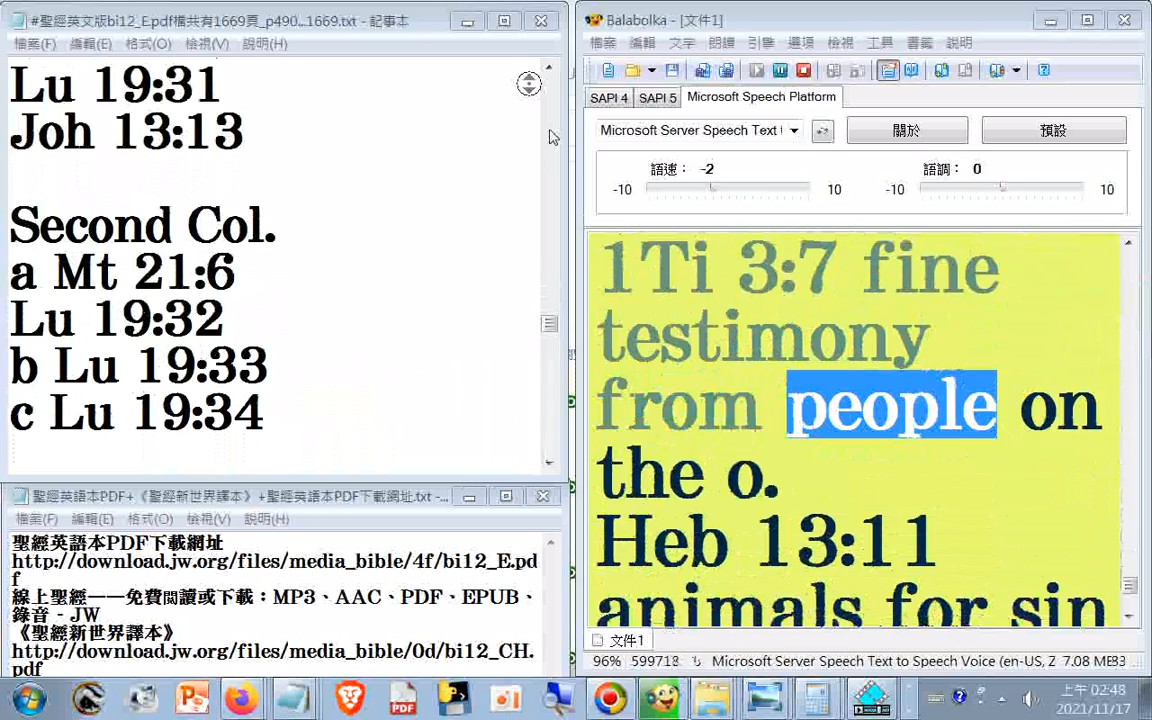 #聖經英文版bi12_E.pdf檔共有1669頁_p490...1669.txt - 記事本
檔案(F) 編輯(E) 格式(O) 檢視(V) 說明(H)
Lu 19:31
Joh 13:13
Second Col.
a Mt 21:6
Lu 19:32
b Lu 19:33
c Lu 19:34
聖經英語本PDF+《聖經新世界譯本》+聖經英語本PDF下載網址.txt -...
檔案(F) 編輯(E) 格式(O) 檢視(V) 說明(H)
聖經英語本PDF下載網址
http://download.jw.org/files/media_bible/4f/bi12_E.pd
f
線上聖經——免費閱讀或下載：MP3、AAC、PDF、EPUB、
錄音 - JW
《聖經新世界譯本》
http://download.jw.org/files/media_bible/0d/bi12_CH.
pdf
Balabolka - [文件1]
檔案 編輯 文字 朗讀 引擎 選項 檢視 工具 書籤 說明
SAPI 4 SAPI 5 Microsoft Speech Platform
Microsoft Server Speech Text 關於 預設
語速： -2 語調： 0
-10 10 -10 10
1Ti 3:7 fine
testimony
from people on
the o.
Heb 13:11
animals for sin
文件1
96% 599718 Microsoft Server Speech Text to Speech Voice (en-US, Z 7.08 MB
上午 02:48
2021/11/17